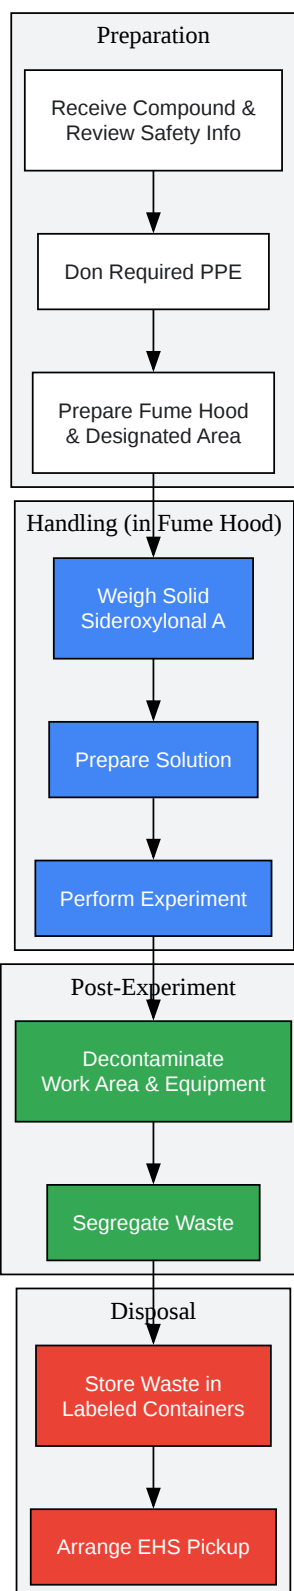 Preparation
Receive Compound &
Review Safety Info
Don Required PPE
Prepare Fume Hood
& Designated Area
Handling (in Fume Hood)
Weigh Solid
Sideroxylonal A
Prepare Solution
Perform Experiment
Post-Experiment
Decontaminate
Work Area & Equipment
Segregate Waste
Disposal
Store Waste in
Labeled Containers
Arrange EHS Pickup